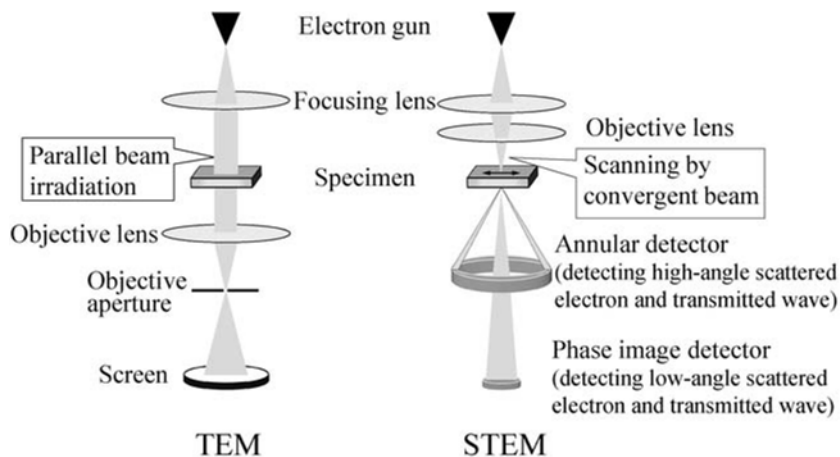 Electron gun
Focusing lens
Objective lens
Parallel beam
irradiation
Specimen
Scanning by
convergent beam
Objective lens
Annular detector
(detecting high-angle scattered
electron and transmitted wave)
Objective
aperture
Phase image detector
(detecting low-angle scattered
electron and transmitted wave)
Screen
TEM
STEM